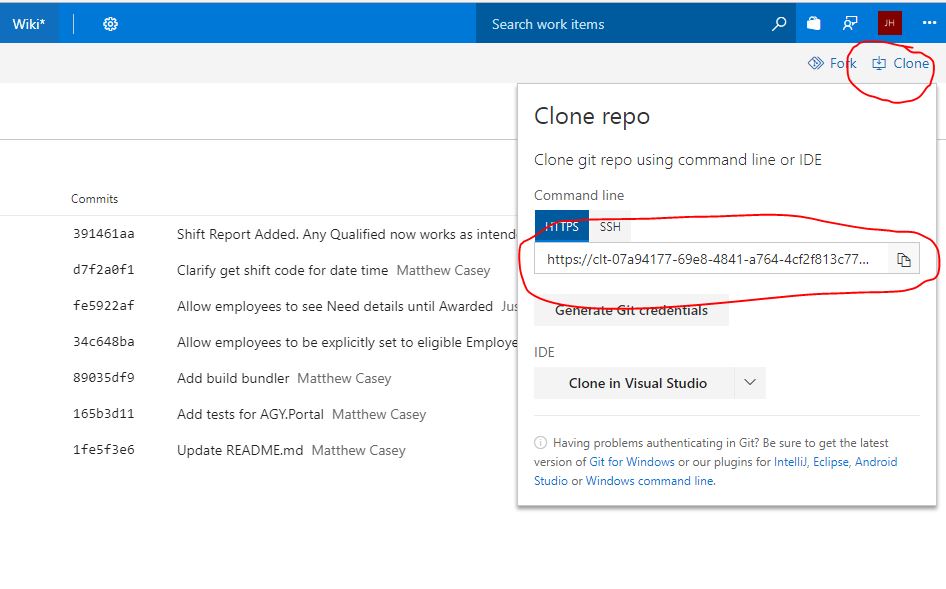 Wiki*
Search work items
JH
Fork Clone
Clone repo
Clone git repo using command line or IDE
Command line
HTTPS SSH
https://clt-07a94177-69e8-4841-a764-4cf2f813c77...
Generate Git credentials
IDE
Clone in Visual Studio
Having problems authenticating in Git? Be sure to get the latest
version of Git for Windows or our plugins for IntelliJ, Eclipse, Android
Studio or Windows command line.
Commits
391461aa Shift Report Added. Any Qualified now works as intende
d7f2a0f1 Clarify get shift code for date time Matthew Casey
fe5922af Allow employees to see Need details until Awarded Jus
34c648ba Allow employees to be explicitly set to eligible Employe
89035df9 Add build bundler Matthew Casey
165b3d11 Add tests for AGY.Portal Matthew Casey
1fe5f3e6 Update README.md Matthew Casey